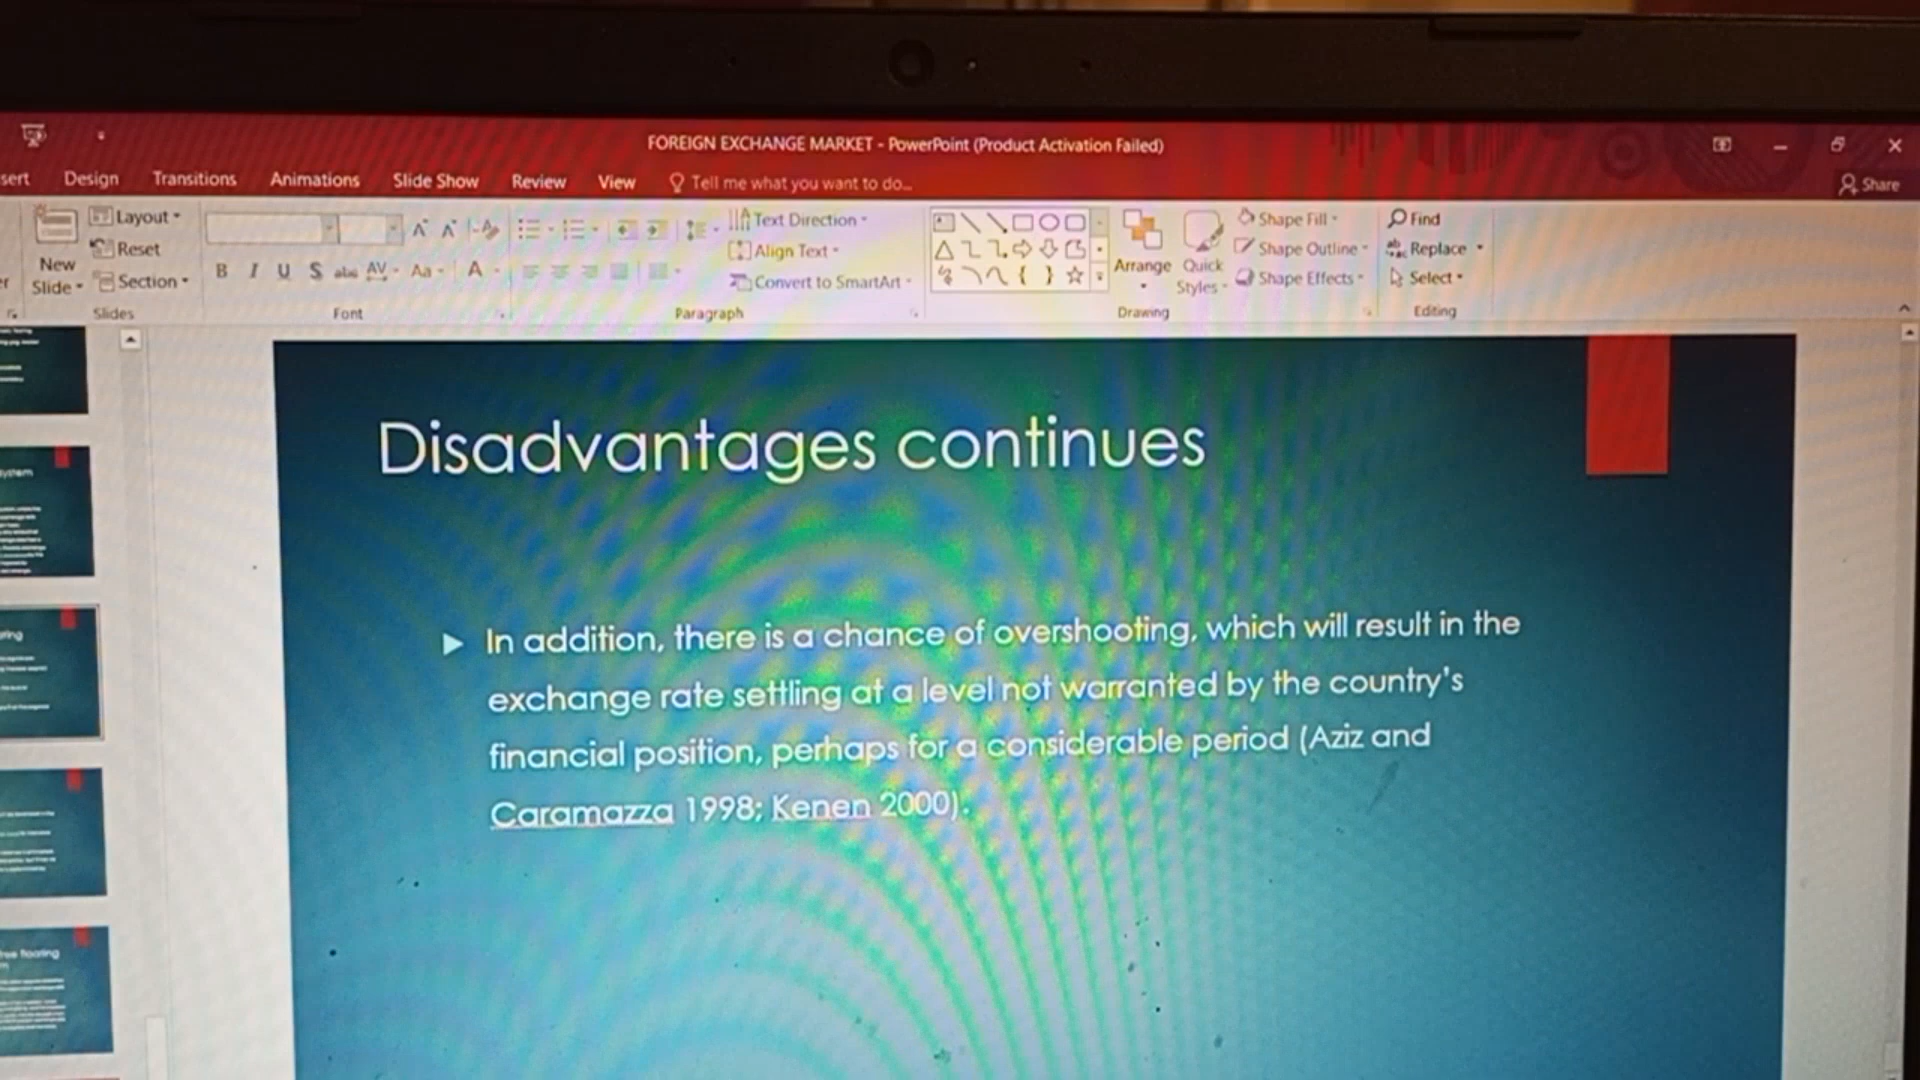 FOREIGN EXCHANGE MARKET - PowerPoint (Product Activation Failed)
sert Design Transitions Animations Slide Show Review View Tell me what you want to do... Share
Layout
Reset
Section
New
Slide
Slides
B I U S abc AV Aa A
Font
Text Direction
Align Text
Convert to SmartArt
Paragraph
Arrange
Quick
Styles
Shape Fill
Shape Outline
Shape Effects
Drawing
Find
Replace
Select
Editing
Disadvantages continues
In addition, there is a chance of overshooting, which will result in the
exchange rate settling at a level not warranted by the country's
financial position, perhaps for a considerable period (Aziz and
Caramazza 1998; Kenen 2000).